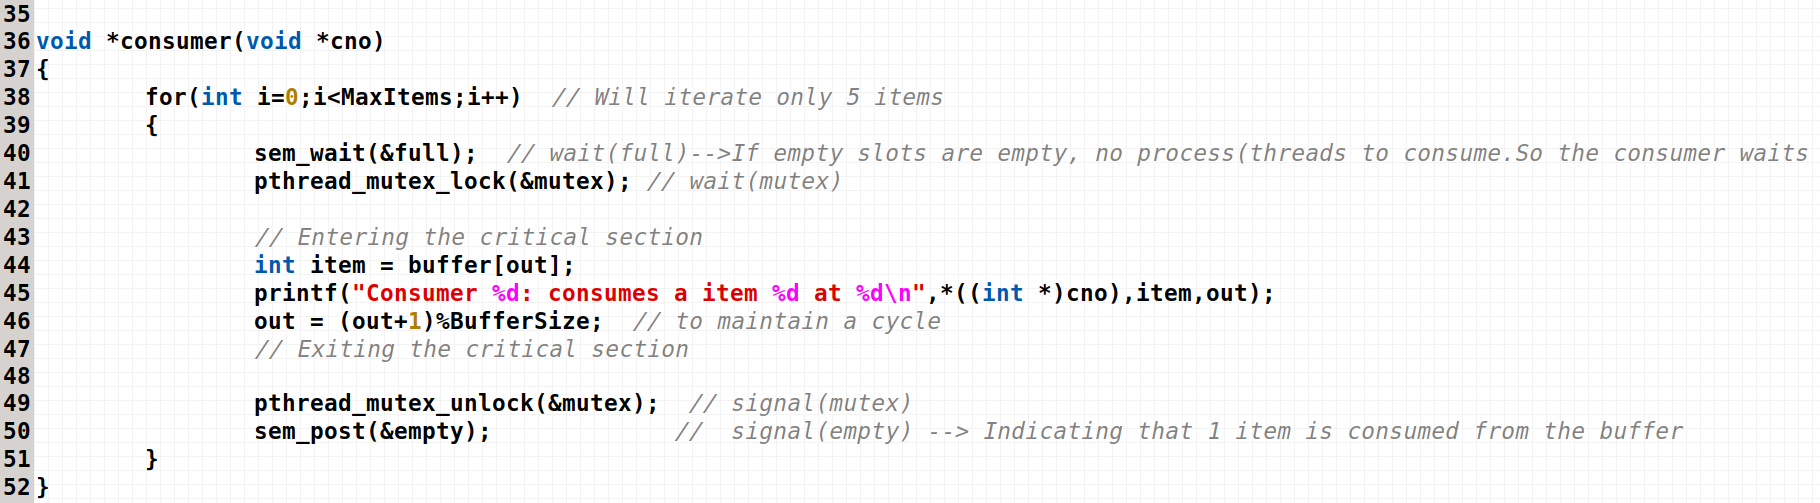 35
36 void *consumer(void *cno)
37 {
38 for(int i=0;i<MaxItems;i++) // Will iterate only 5 items
39 {
40 sem_wait(&full); // wait(full)-->If empty slots are empty, no process(threads to consume.So the consumer waits
41 pthread_mutex_lock(&mutex); // wait(mutex)
42
43 // Entering the critical section
44 int item = buffer[out];
45 printf("Consumer %d: consumes a item %d at %d\n",*((int *)cno),item,out);
46 out = (out+1)%BufferSize; // to maintain a cycle
47 // Exiting the critical section
48
49 pthread_mutex_unlock(&mutex); // signal(mutex)
50 sem_post(&empty); // signal(empty) --> Indicating that 1 item is consumed from the buffer
51 }
52 }